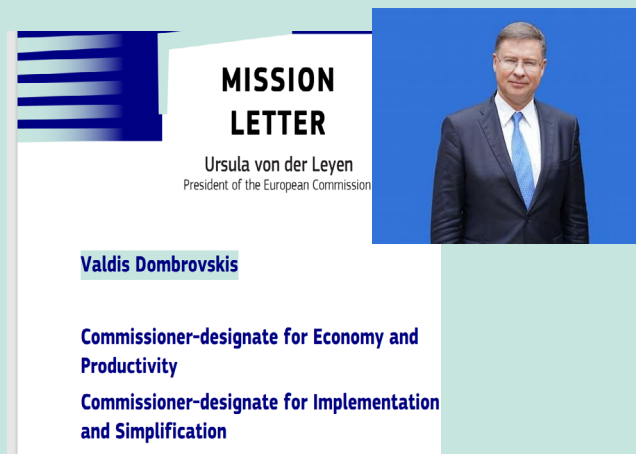 MISSION
LETTER
Ursula von der Leyen
President of the European Commission
Valdis Dombrovskis
Commissioner-designate for Economy and
Productivity
Commissioner-designate for Implementation
and Simplification